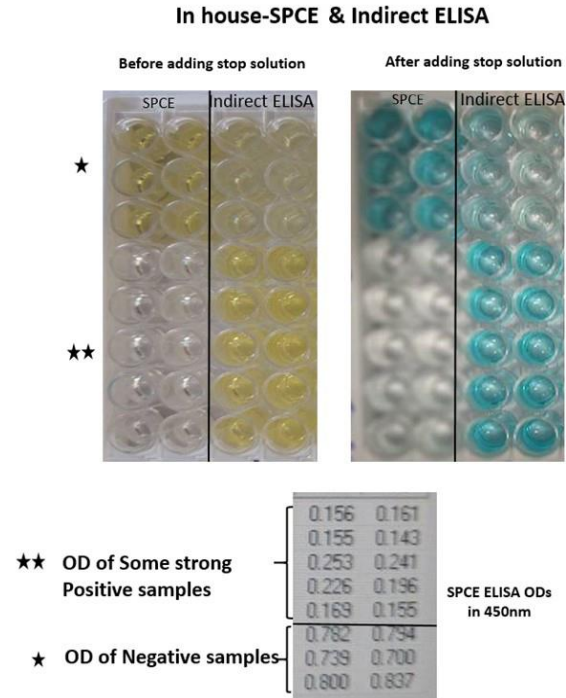 In house-SPCE & Indirect ELISA
Before adding stop solution
After adding stop solution
SPCE Indirect ELISA
SPCE Indirect ELISA
★
★★
0.156 0.161
0.155 0.143
0.253 0.241
0.226 0.196
0.169 0.155
0.782 0.794
0.739 0.700
0.800 0.837
★★ OD of Some strong
Positive samples
SPCE ELISA ODs
in 450nm
★ OD of Negative samples